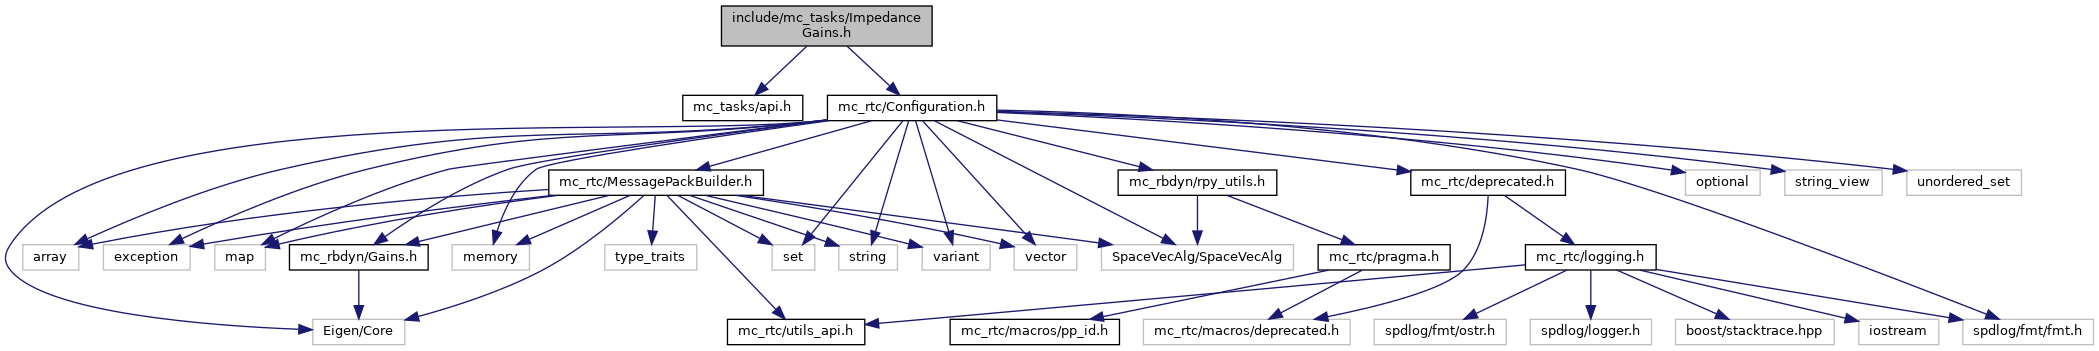 include/mc_tasks/Impedance
Gains.h
mc_tasks/api.h
mc_rtc/Configuration.h
mc_rtc/MessagePackBuilder.h
mc_rbdyn/rpy_utils.h
mc_rtc/deprecated.h
optional
string_view
unordered_set
array
exception
map
mc_rbdyn/Gains.h
memory
type_traits
set
string
variant
vector
SpaceVecAlg/SpaceVecAlg
mc_rtc/pragma.h
mc_rtc/logging.h
Eigen/Core
mc_rtc/utils_api.h
mc_rtc/macros/pp_id.h
mc_rtc/macros/deprecated.h
spdlog/fmt/ostr.h
spdlog/logger.h
boost/stacktrace.hpp
iostream
spdlog/fmt/fmt.h